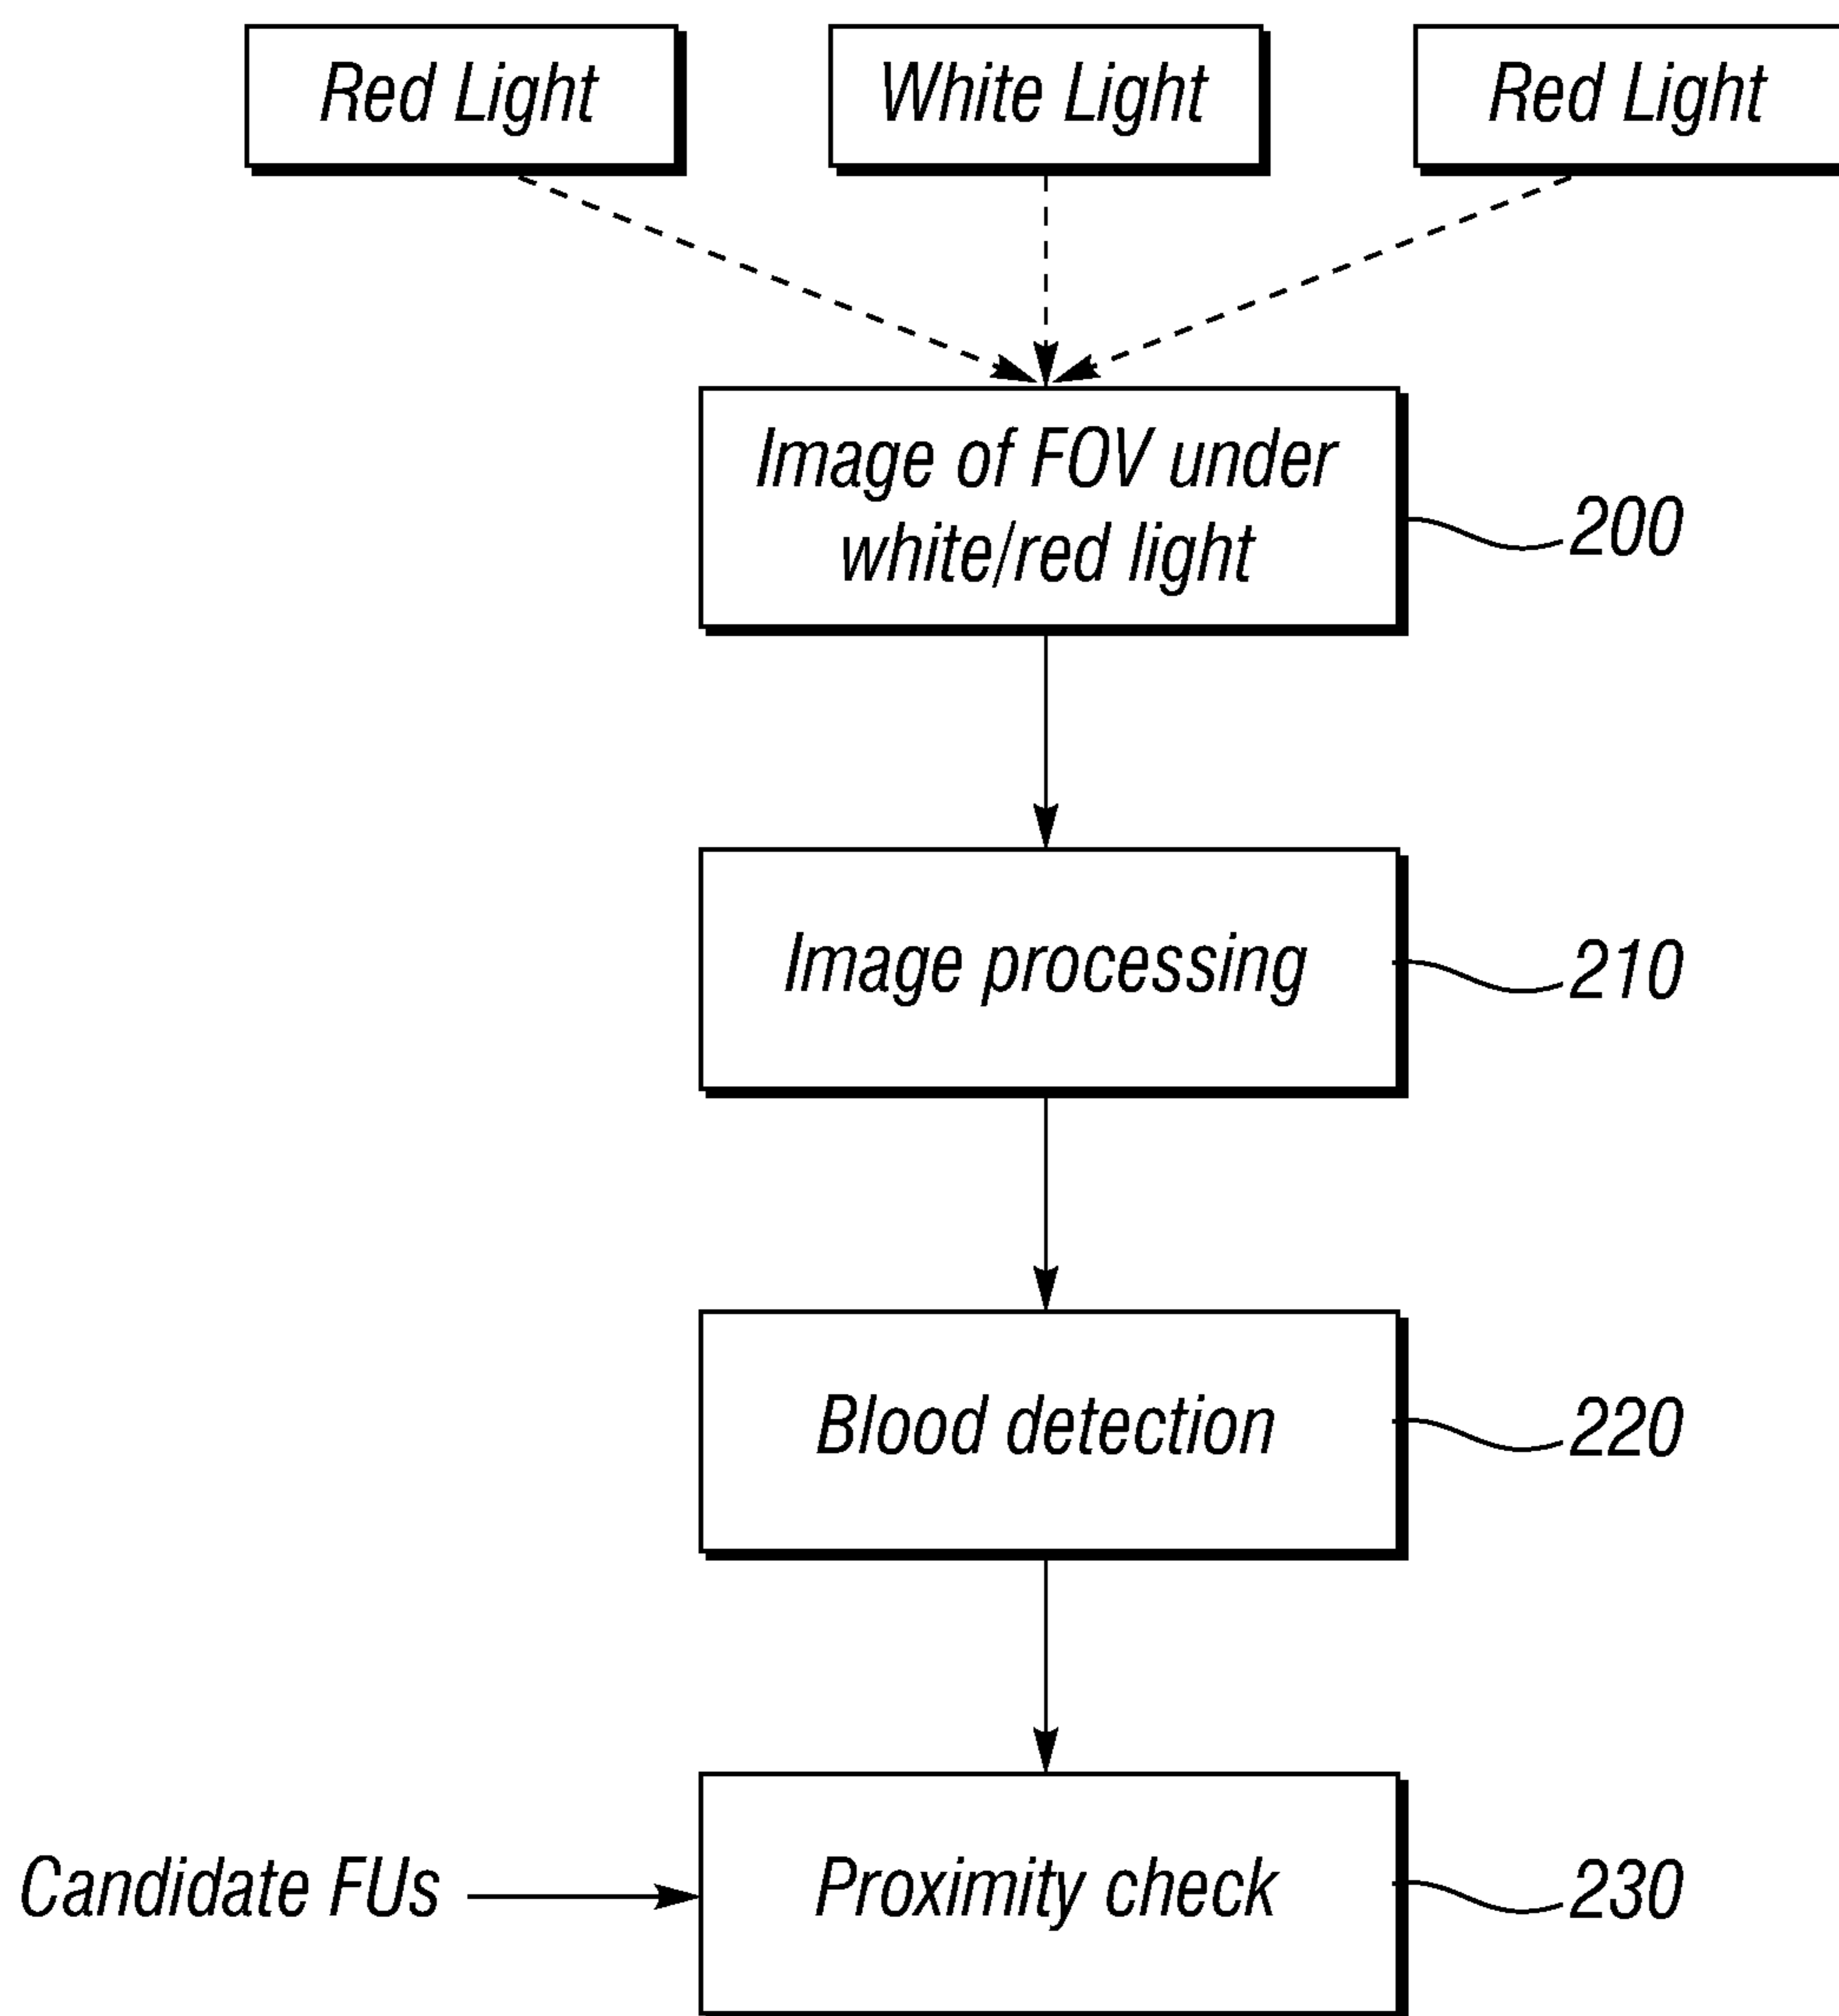 Red Light
White Light
Red Light
Image of FOV under
white/red light
200
Image processing
210
Blood detection
220
Candidate FUs
Proximity check
230